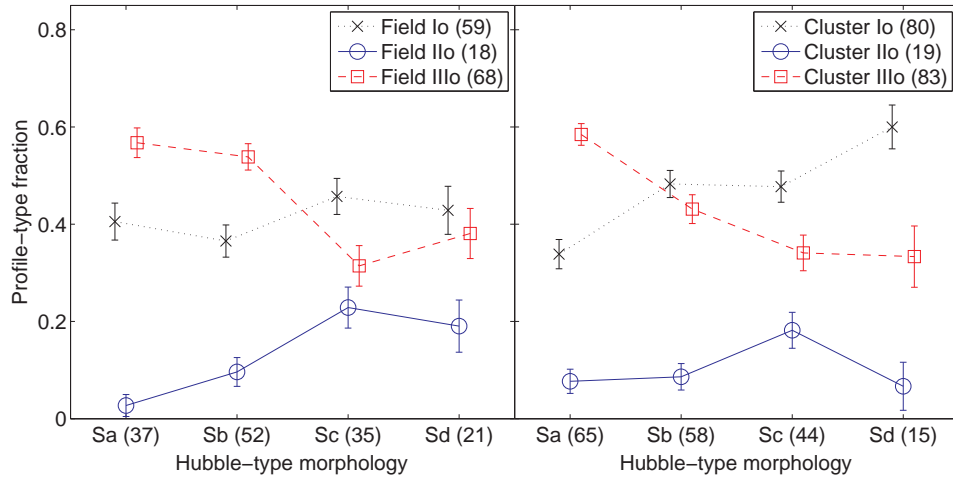 Profile−type fraction
0.8
0.6
0.4
0.2
0
Field Io (59)
Field IIo (18)
Field IIIo (68)
Sa (37) Sb (52) Sc (35) Sd (21)
Hubble−type morphology
Cluster Io (80)
Cluster IIo (19)
Cluster IIIo (83)
Sa (65) Sb (58) Sc (44) Sd (15)
Hubble−type morphology